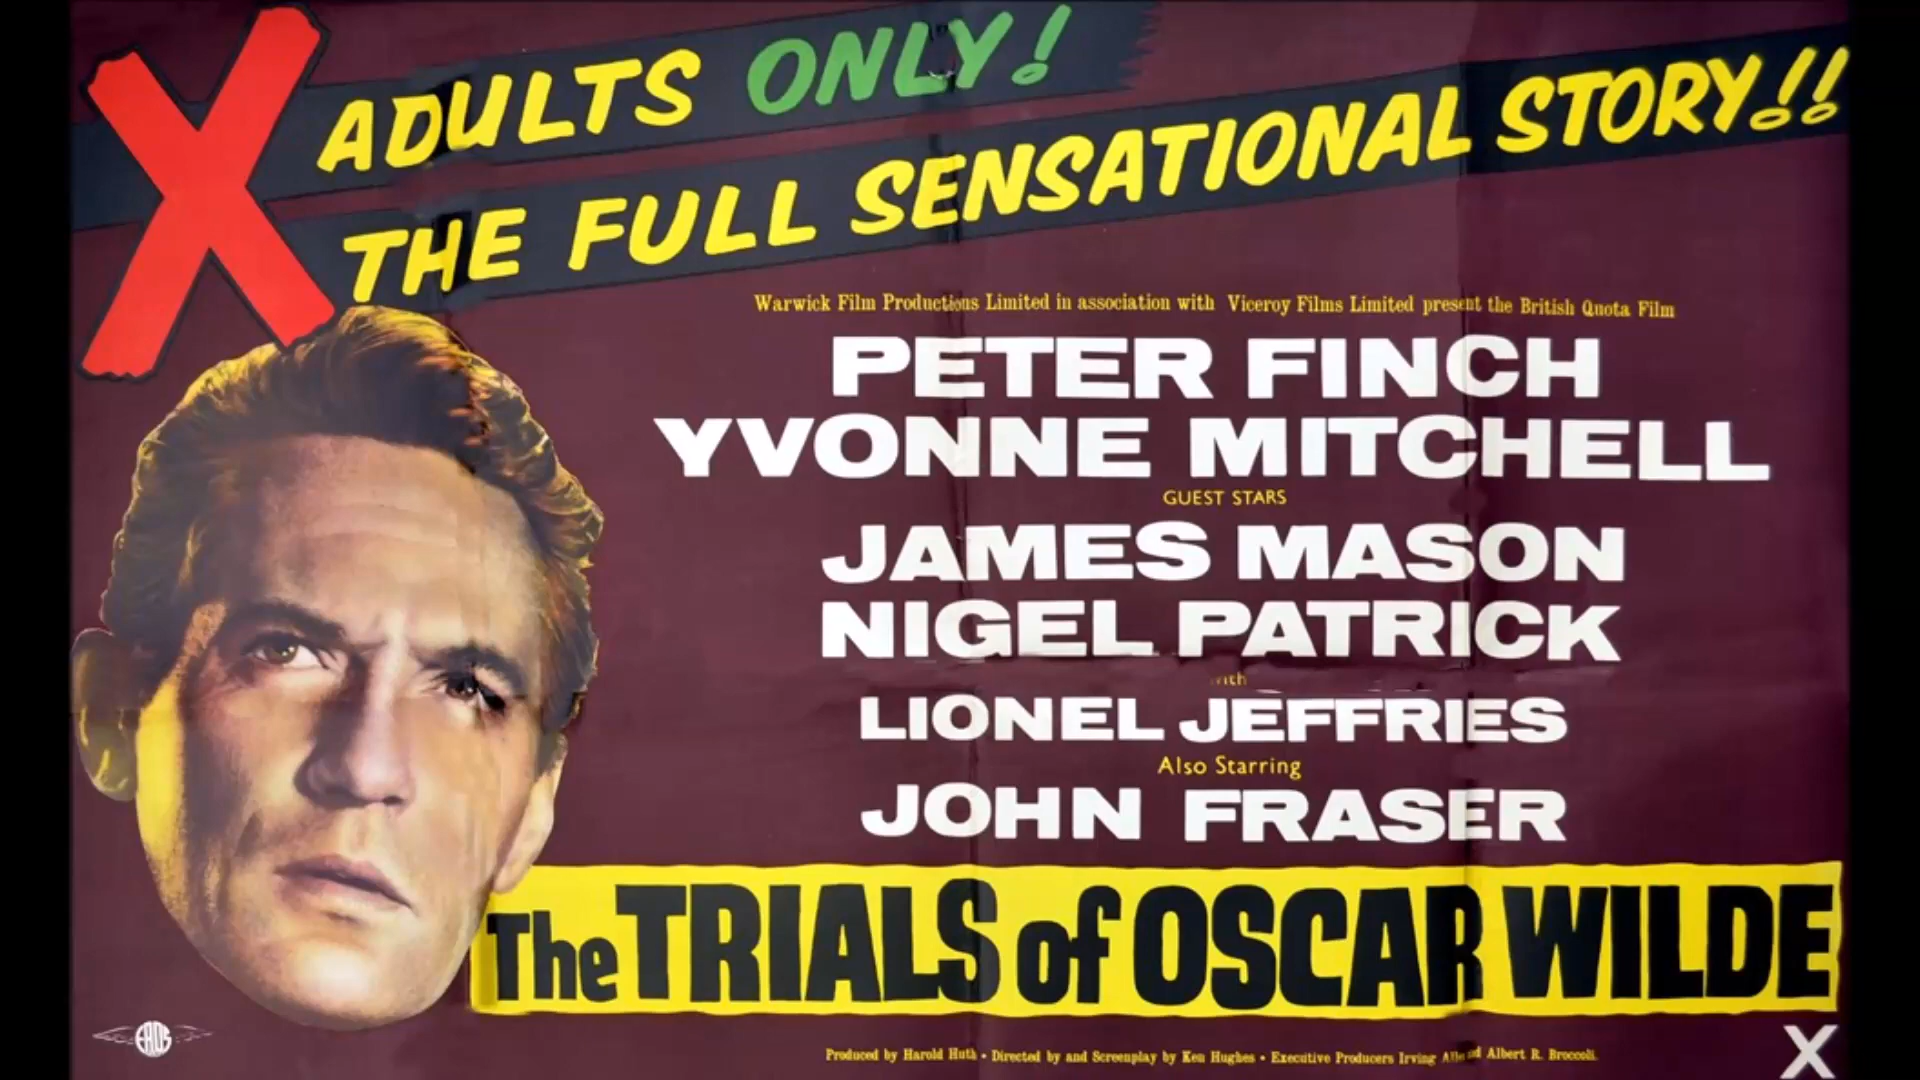 X ADULTS ONLY!
THE FULL SENSATIONAL STORY!!
Warwick Film Productions Limited in association with Viceroy Films Limited present the British Quota Film
PETER FINCH
YVONNE MITCHELL
GUEST STARS
JAMES MASON
NIGEL PATRICK
with
LIONEL JEFFRIES
Also Starring
JOHN FRASER
The TRIALS of OSCAR WILDE
EROS
Produced by Harold Huth • Directed by and Screenplay by Ken Hughes • Executive Producers Irving Albert R. Broccoli.
X